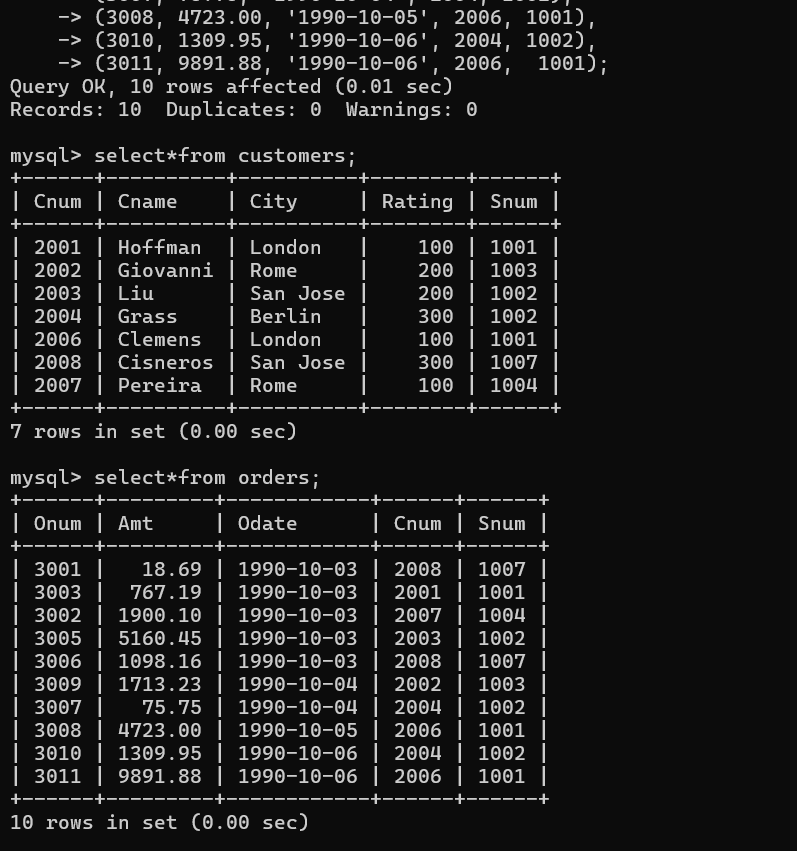 -> (3008, 4723.00, '1990-10-05', 2006, 1001),
-> (3010, 1309.95, '1990-10-06', 2004, 1002),
-> (3011, 9891.88, '1990-10-06', 2006,  1001);
Query OK, 10 rows affected (0.01 sec)
Records: 10  Duplicates: 0  Warnings: 0
mysql> select*from customers;
+------+----------+----------+--------+------+
| Cnum | Cname    | City     | Rating | Snum |
+------+----------+----------+--------+------+
| 2001 | Hoffman  | London   |    100 | 1001 |
| 2002 | Giovanni | Rome     |    200 | 1003 |
| 2003 | Liu      | San Jose |    200 | 1002 |
| 2004 | Grass    | Berlin   |    300 | 1002 |
| 2006 | Clemens  | London   |    100 | 1001 |
| 2008 | Cisneros | San Jose |    300 | 1007 |
| 2007 | Pereira  | Rome     |    100 | 1004 |
+------+----------+----------+--------+------+
7 rows in set (0.00 sec)
mysql> select*from orders;
+------+---------+------------+------+------+
| Onum | Amt     | Odate      | Cnum | Snum |
+------+---------+------------+------+------+
| 3001 |   18.69 | 1990-10-03 | 2008 | 1007 |
| 3003 |  767.19 | 1990-10-03 | 2001 | 1001 |
| 3002 | 1900.10 | 1990-10-03 | 2007 | 1004 |
| 3005 | 5160.45 | 1990-10-03 | 2003 | 1002 |
| 3006 | 1098.16 | 1990-10-03 | 2008 | 1007 |
| 3009 | 1713.23 | 1990-10-04 | 2002 | 1003 |
| 3007 |   75.75 | 1990-10-04 | 2004 | 1002 |
| 3008 | 4723.00 | 1990-10-05 | 2006 | 1001 |
| 3010 | 1309.95 | 1990-10-06 | 2004 | 1002 |
| 3011 | 9891.88 | 1990-10-06 | 2006 | 1001 |
+------+---------+------------+------+------+
10 rows in set (0.00 sec)